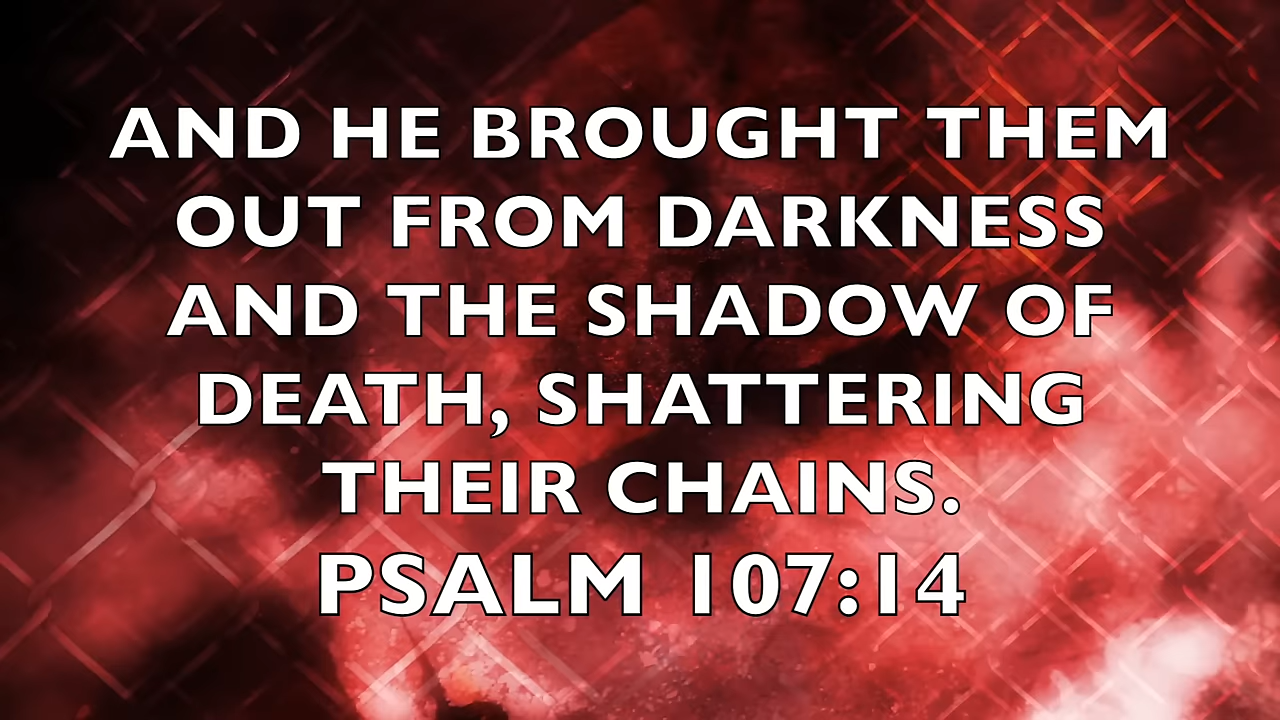 AND HE BROUGHT THEM
OUT FROM DARKNESS
AND THE SHADOW OF
DEATH, SHATTERING
THEIR CHAINS.
PSALM 107:14